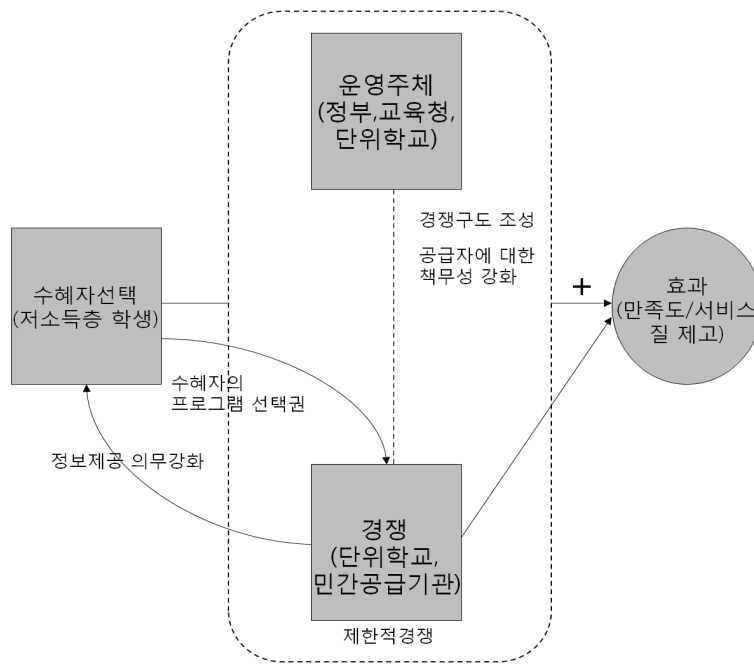 운영주체
(정부,교육청,
단위학교)
경쟁구도 조성
공급자에 대한
책무성 강화
수혜자선택
(저소득층 학생)
+
효과
(만족도/서비스
질 제고)
수혜자의
프로그램 선택권
정보제공 의무강화
경쟁
(단위학교,
민간공급기관)
제한적경쟁